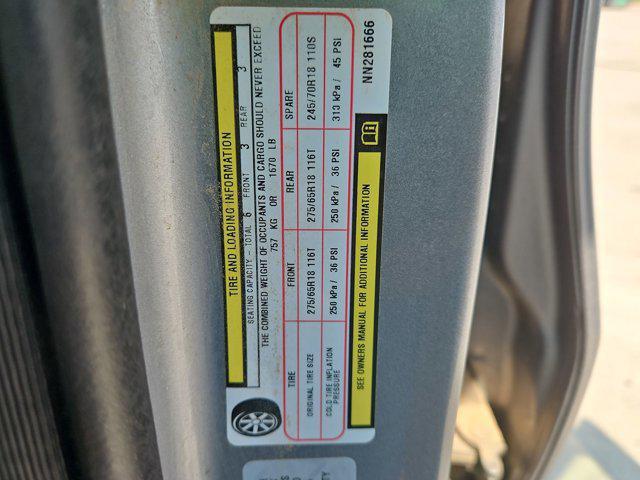 TIRE AND LOADING INFORMATION
SEATING CAPACITY - TOTAL 6 FRONT 3 REAR 3
THE COMBINED WEIGHT OF OCCUPANTS AND CARGO SHOULD NEVER EXCEED
757 KG OR 1670 LB
TIRE FRONT REAR SPARE
ORIGINAL TIRE SIZE 275/65R18 116T 275/65R18 116T 245/70R18 110S
COLD TIRE INFLATION PRESSURE 250 kPa / 36 PSI 250 kPa / 36 PSI 310 kPa / 45 PSI
SEE OWNERS MANUAL FOR ADDITIONAL INFORMATION
NN281666